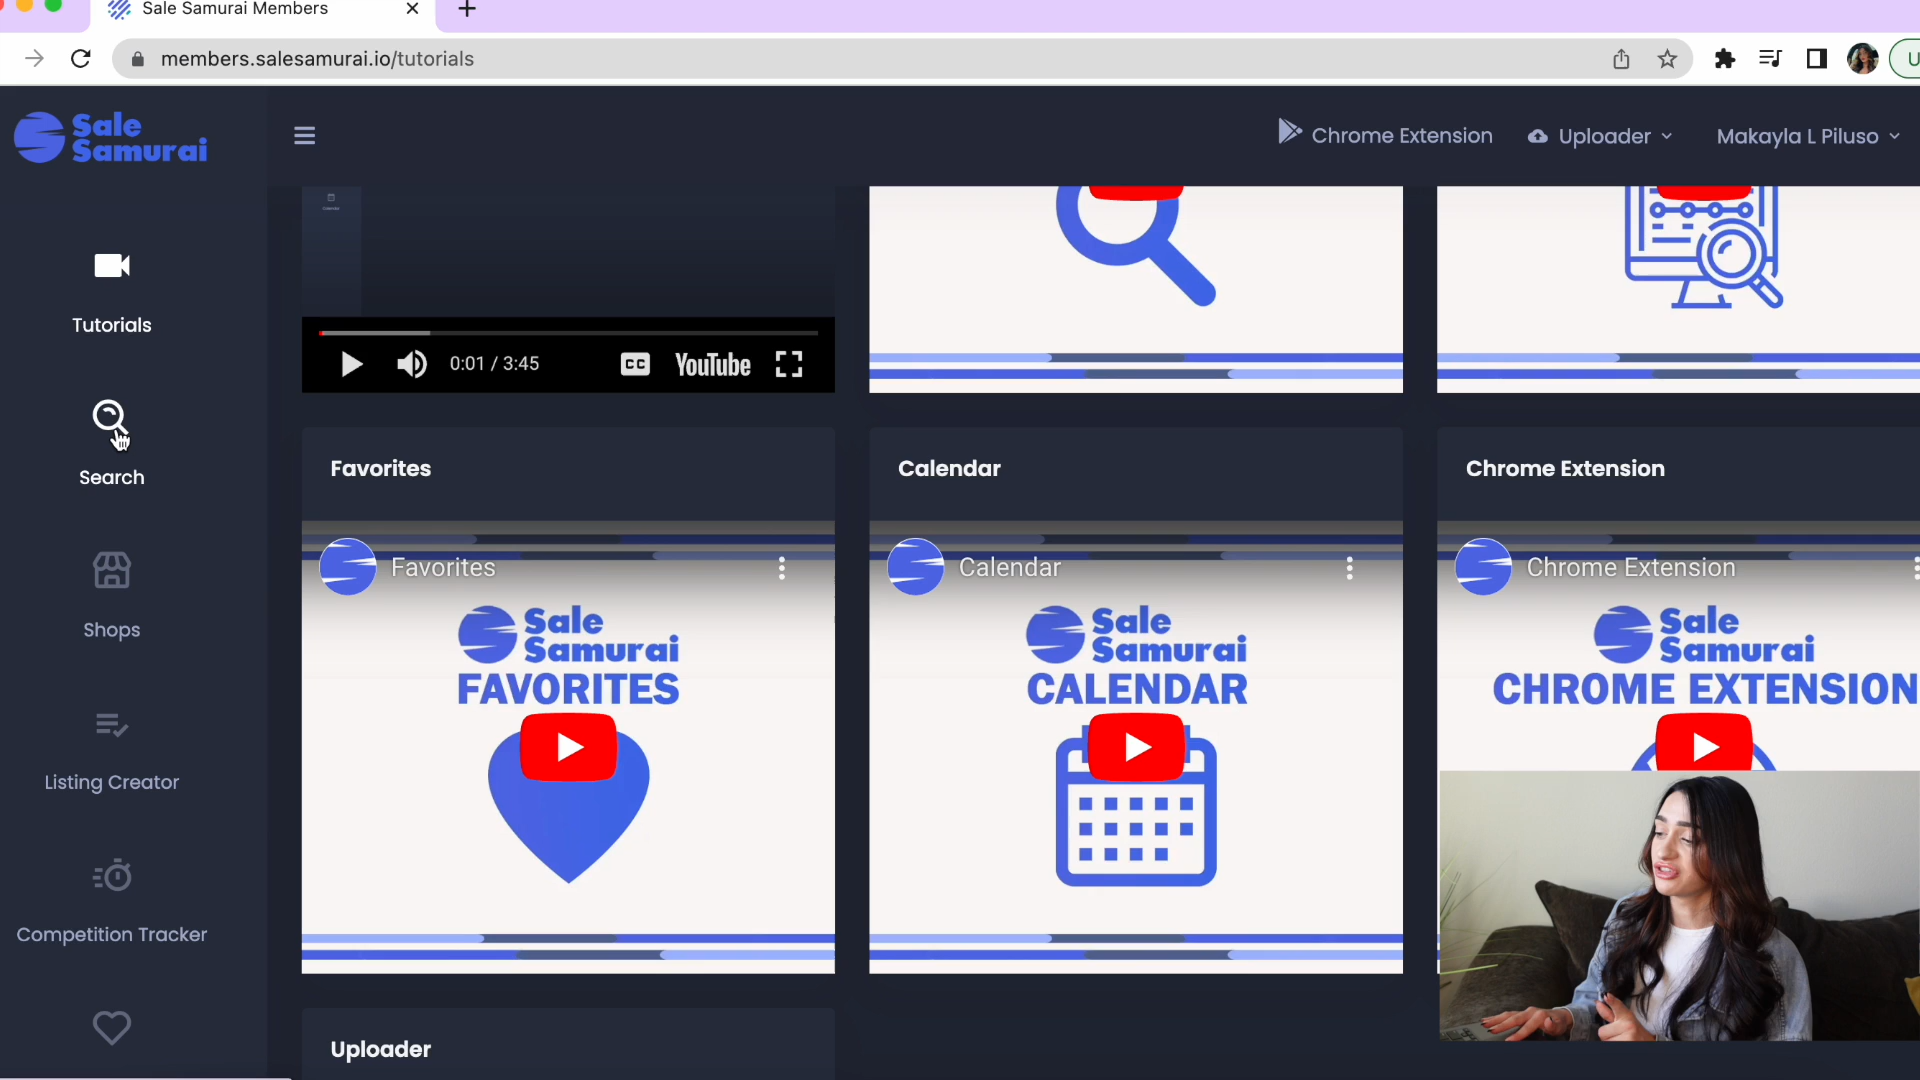 Sale Samurai Members
members.salesamurai.io/tutorials
Sale
Samurai
Chrome Extension
Uploader
Makayla L Piluso
Tutorials
Search
Shops
Listing Creator
Competition Tracker
0:01 / 3:45
CC
YouTube
Favorites
Calendar
Chrome Extension
Favorites
Sale
Samurai
FAVORITES
Calendar
Sale
Samurai
CALENDAR
Chrome Extension
Sale
Samurai
CHROME EXTENSION
Uploader